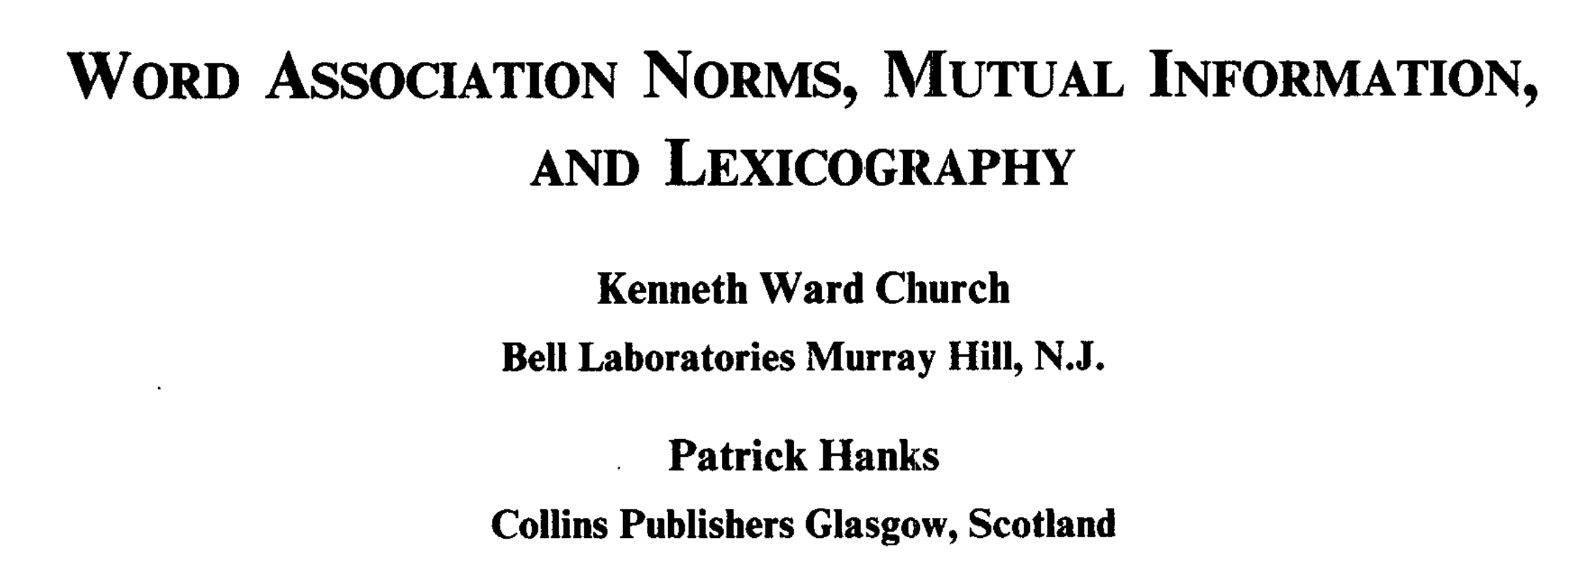 WORD ASSOCIATION NORMS, MUTUAL INFORMATION,
AND LEXICOGRAPHY
Kenneth Ward Church
Bell Laboratories Murray Hill, N.J.
Patrick Hanks
Collins Publishers Glasgow, Scotland